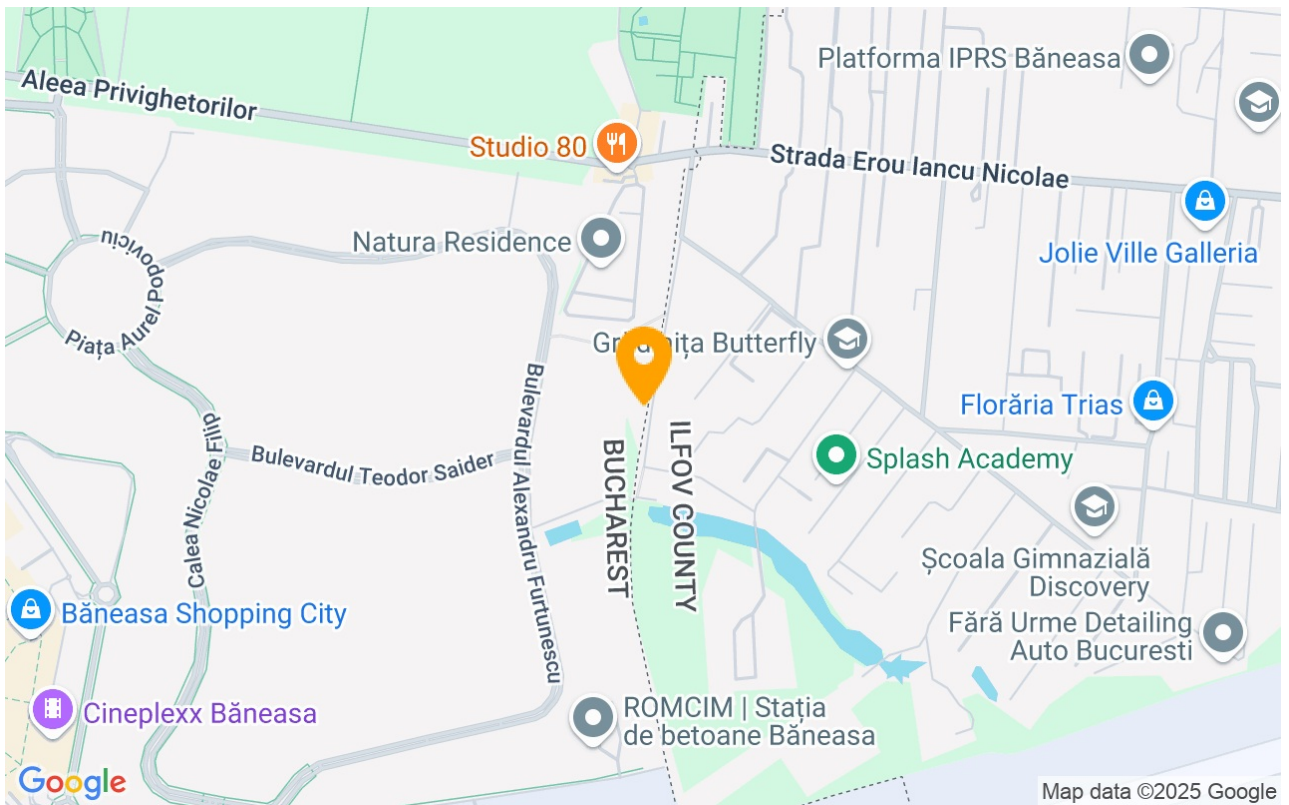 Aleea Privighetorilor
Platforma IPRS Băneasa
Studio 80
Strada Erou Iancu Nicolae
Natura Residence
Jolie Ville Galleria
Piața Aurel Popoviciu
Butterfly
Florăria Trias
Bulevardul Teodor Saider
Bulevardul Alexandru Furtunescu
Calea Nicolae Filip
BUCHAREST
ILFOV COUNTY
Splash Academy
Școala Gimnazială
Discovery
Băneasa Shopping City
Fără Urme Detailing
Auto Bucuresti
Cineplexx Băneasa
ROMCIM | Stația
de betoane Băneasa
Google
Map data ©2025 Google